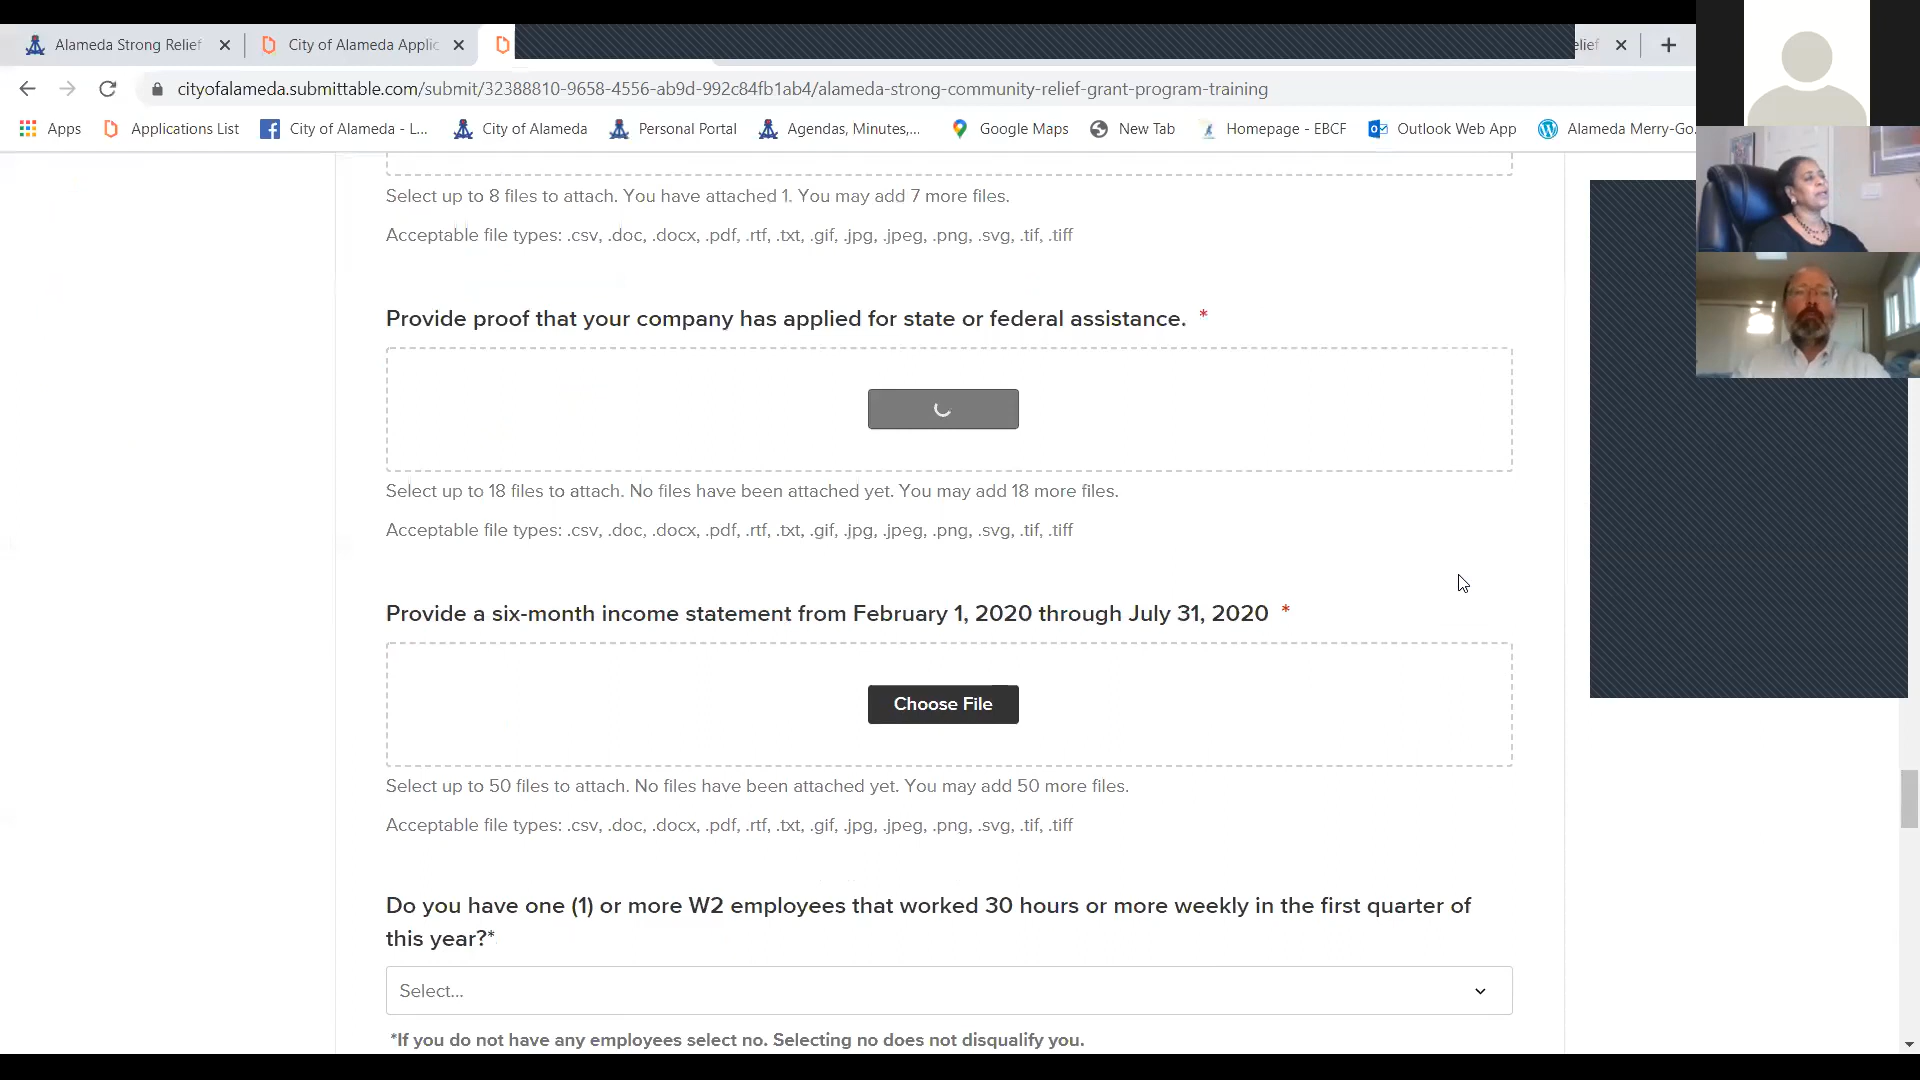 Alameda Strong Relief
City of Alameda Applic
elief
cityofalameda.submittable.com/submit/32388810-9658-4556-ab9d-992c84fb1ab4/alameda-strong-community-relief-grant-program-training
Apps
Applications List
City of Alameda - L...
City of Alameda
Personal Portal
Agendas, Minutes,...
Google Maps
New Tab
Homepage - EBCF
Outlook Web App
Alameda Merry-Go.
Select up to 8 files to attach. You have attached 1. You may add 7 more files.
Acceptable file types: .csv, .doc, .docx, .pdf, .rtf, .txt, .gif, .jpg, .jpeg, .png, .svg, .tif, .tiff
Provide proof that your company has applied for state or federal assistance. *
Select up to 18 files to attach. No files have been attached yet. You may add 18 more files.
Acceptable file types: .csv, .doc, .docx, .pdf, .rtf, .txt, .gif, .jpg, .jpeg, .png, .svg, .tif, .tiff
Provide a six-month income statement from February 1, 2020 through July 31, 2020 *
Choose File
Select up to 50 files to attach. No files have been attached yet. You may add 50 more files.
Acceptable file types: .csv, .doc, .docx, .pdf, .rtf, .txt, .gif, .jpg, .jpeg, .png, .svg, .tif, .tiff
Do you have one (1) or more W2 employees that worked 30 hours or more weekly in the first quarter of
this year?*
Select...
*If you do not have any employees select no. Selecting no does not disqualify you.